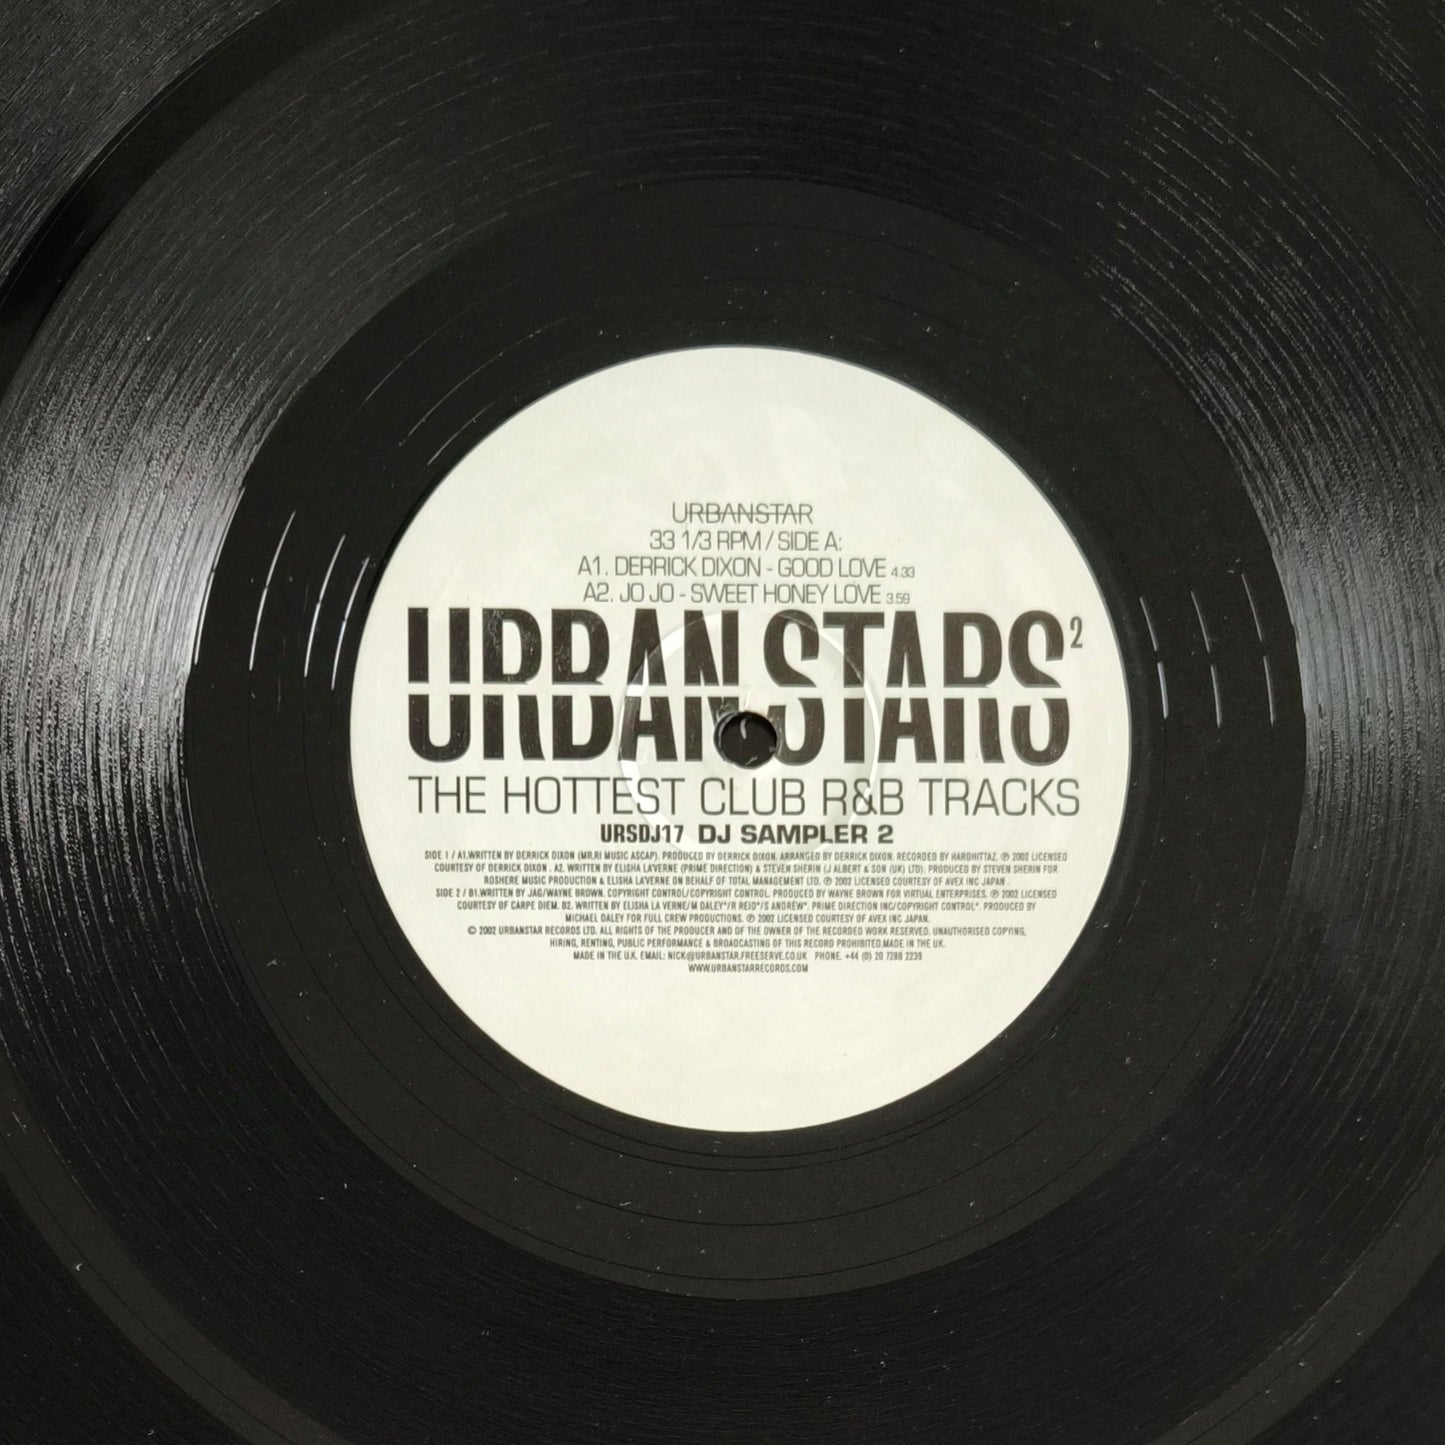 URBANSTAR
33 1/3 RPM / SIDE A:
A1. DERRICK DIXON - GOOD LOVE 4.33
A2. JO JO - SWEET HONEY LOVE 3.59
URBAN STARS²
THE HOTTEST CLUB R&B TRACKS
URSDJ17 DJ SAMPLER 2
SIDE 1 / A1.WRITTEN BY DERRICK DIXON (MR.RI MUSIC ASCAP). PRODUCED BY DERRICK DIXON. ARRANGED BY DERRICK DIXON. RECORDED BY HARDHITTAZ. ℗ 2002 LICENSED
COURTESY OF DERRICK DIXON . A2. WRITTEN BY ELISHA LA'VERNE (PRIME DIRECTION) & STEVEN SHERIN (J ALBERT & SON (UK) LTD). PRODUCED BY STEVEN SHERIN FOR
ROSHERE MUSIC PRODUCTION & ELISHA LAVERNE ON BEHALF OF TOTAL MANAGEMENT LTD. ℗ 2002 LICENSED COURTESY OF AVEX INC JAPAN .
SIDE 2 / B1.WRITTEN BY JAG/WAYNE BROWN. COPYRIGHT CONTROL/COPYRIGHT CONTROL. PRODUCED BY WAYNE BROWN FOR VIRTUAL ENTERPRISES. ℗ 2002 LICENSED
COURTESY OF CARPE DIEM. B2. WRITTEN BY ELISHA LA VERNE/M DALEY*/R REID*/S ANDREW*. PRIME DIRECTION INC/COPYRIGHT CONTROL*. PRODUCED BY
MICHAEL DALEY FOR FULL CREW PRODUCTIONS. ℗ 2002 LICENSED COURTESY OF AVEX INC JAPAN.
© 2002 URBANSTAR RECORDS LTD. ALL RIGHTS OF THE PRODUCER AND OF THE OWNER OF THE RECORDED WORK RESERVED. UNAUTHORISED COPYING,
HIRING, RENTING, PUBLIC PERFORMANCE & BROADCASTING OF THIS RECORD PROHIBITED.MADE IN THE UK.
MADE IN THE U.K. EMAIL: NICK@URBANSTAR.FREESERVE.CO.UK PHONE. +44 (0) 20 7288 2239
WWW.URBANSTARRECORDS.COM